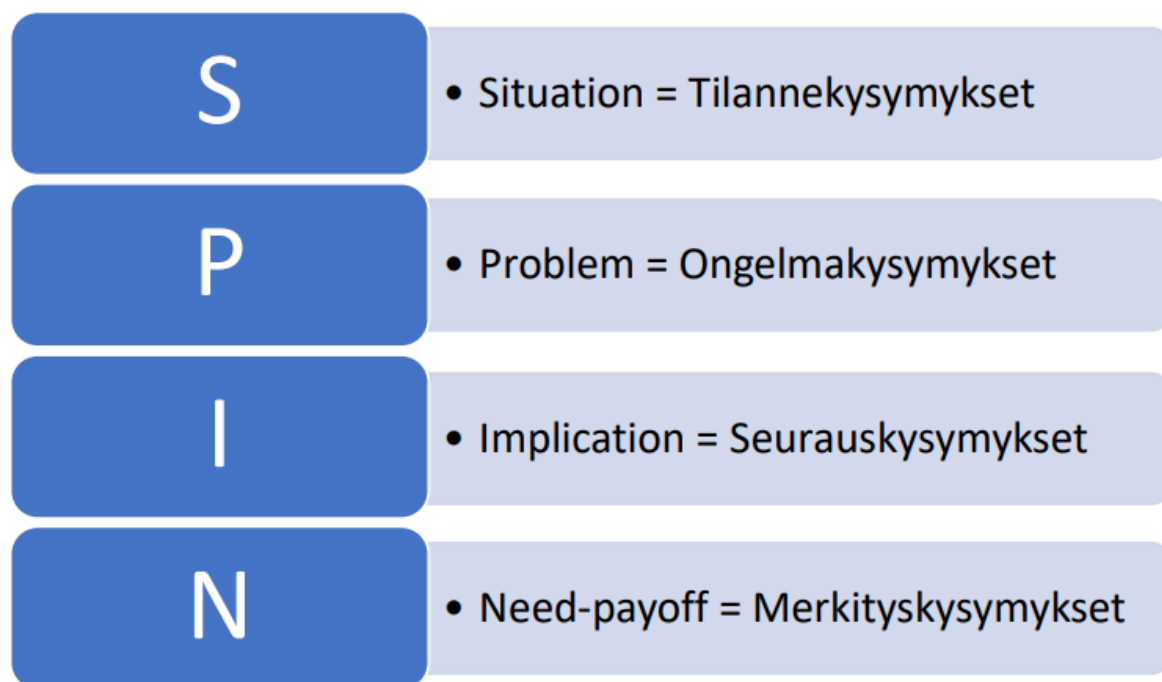 S
• Situation = Tilannekysymykset
P
• Problem = Ongelmakysymykset
I
• Implication = Seurauskysymykset
N
• Need-payoff = Merkityskysymykset